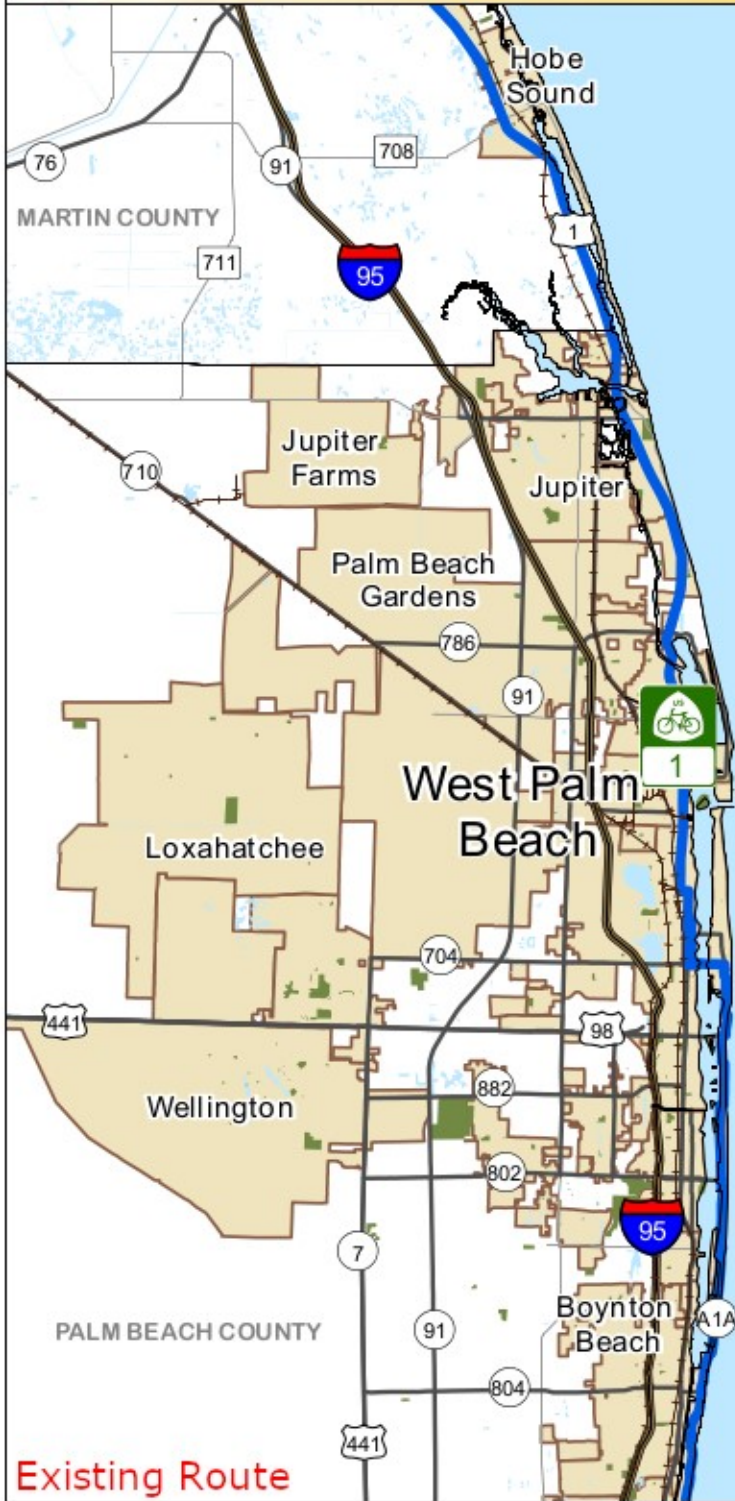 Hobe
Sound
76
91
708
MARTIN COUNTY
1
711
95
Jupiter
Farms
710
Jupiter
Palm Beach
Gardens
786
91
US
1
West Palm
Beach
Loxahatchee
704
441
98
882
Wellington
802
95
7
Boynton
Beach
A1A
PALM BEACH COUNTY
91
804
441
Existing Route